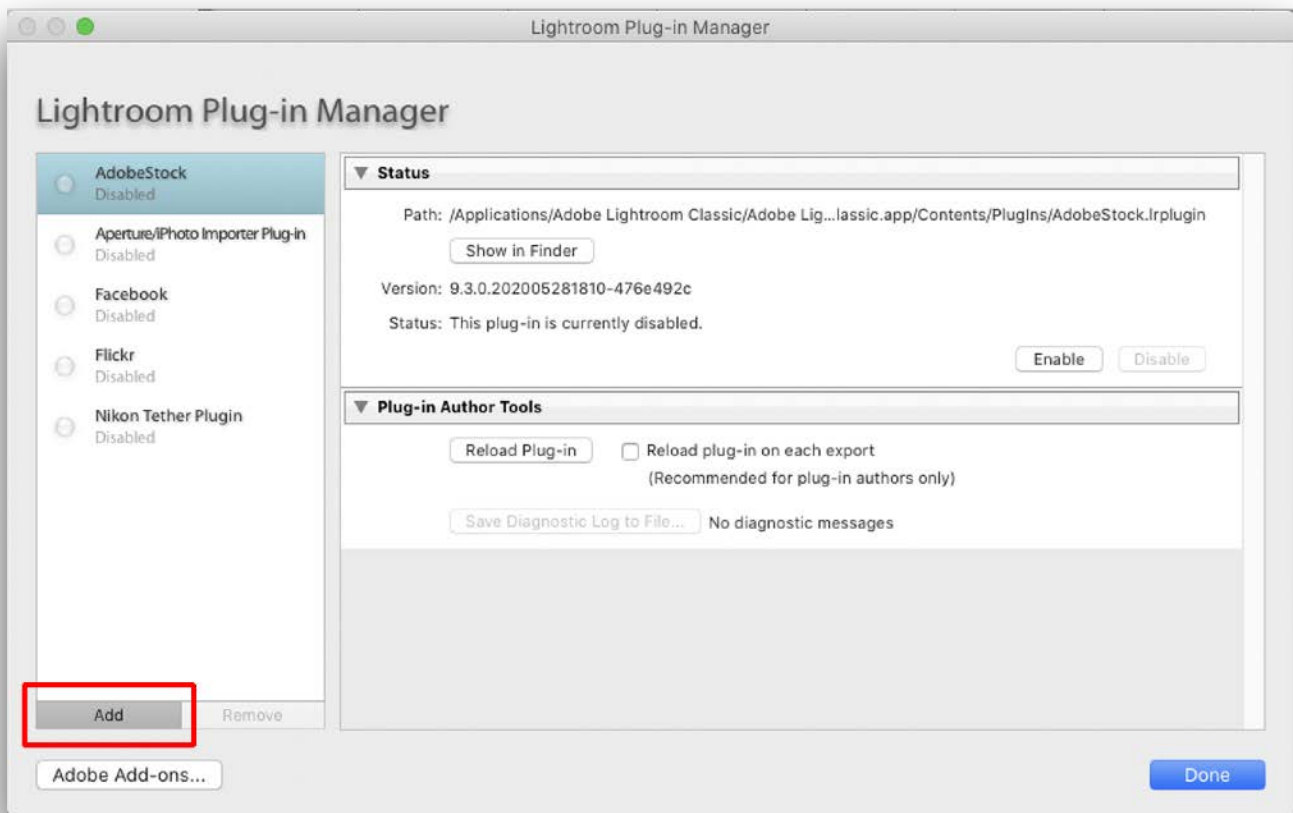 Lightroom Plug-in Manager
Lightroom Plug-in Manager
AdobeStock
Disabled
Aperture/iPhoto Importer Plug-in
Disabled
Facebook
Disabled
Flickr
Disabled
Nikon Tether Plugin
Disabled
Add
Remove
Adobe Add-ons...
Status
Path: /Applications/Adobe Lightroom Classic/Adobe Lig...lassic.app/Contents/PlugIns/AdobeStock.lrplugin
Show in Finder
Version: 9.3.0.202005281810-476e492c
Status: This plug-in is currently disabled.
Enable
Disable
Plug-in Author Tools
Reload Plug-in
Reload plug-in on each export
(Recommended for plug-in authors only)
Save Diagnostic Log to File...
No diagnostic messages
Done